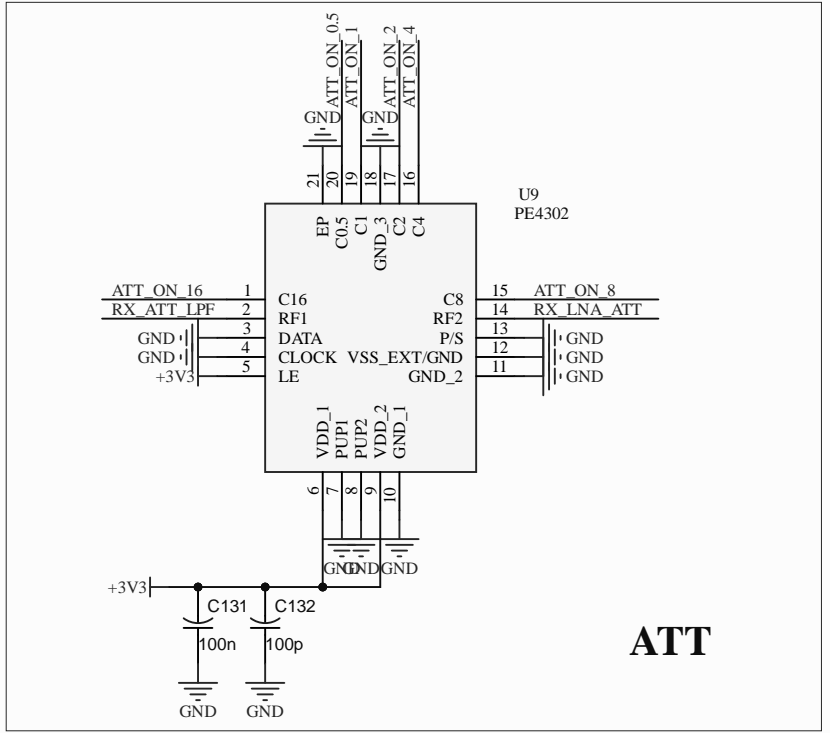 ATT_ON_0.5
ATT_ON_1
ATT_ON_2
ATT_ON_4
GND
GND
21
20
19
18
17
16
U9
PE4302
EP
C0.5
C1
GND_3
C2
C4
ATT_ON_16
1
C16
C8
15
ATT_ON_8
RX_ATT_LPF
2
RF1
RF2
14
RX_LNA_ATT
GND
3
DATA
P/S
13
GND
GND
4
CLOCK
VSS_EXT/GND
12
GND
+3V3
5
LE
GND_2
11
GND
VDD_1
PUP1
PUP2
VDD_2
GND_1
6
7
8
9
10
GND
GND
GND
+3V3
C131
C132
100n
100p
GND
GND
ATT